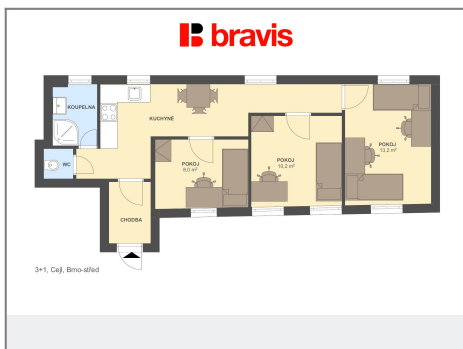 bravis
KOUPELNA
KUCHYNĚ
WC
POKOJ
8,0 m²
POKOJ
10,2 m²
POKOJ
13,2 m²
CHODBA
3+1, Cejl, Brno-střed